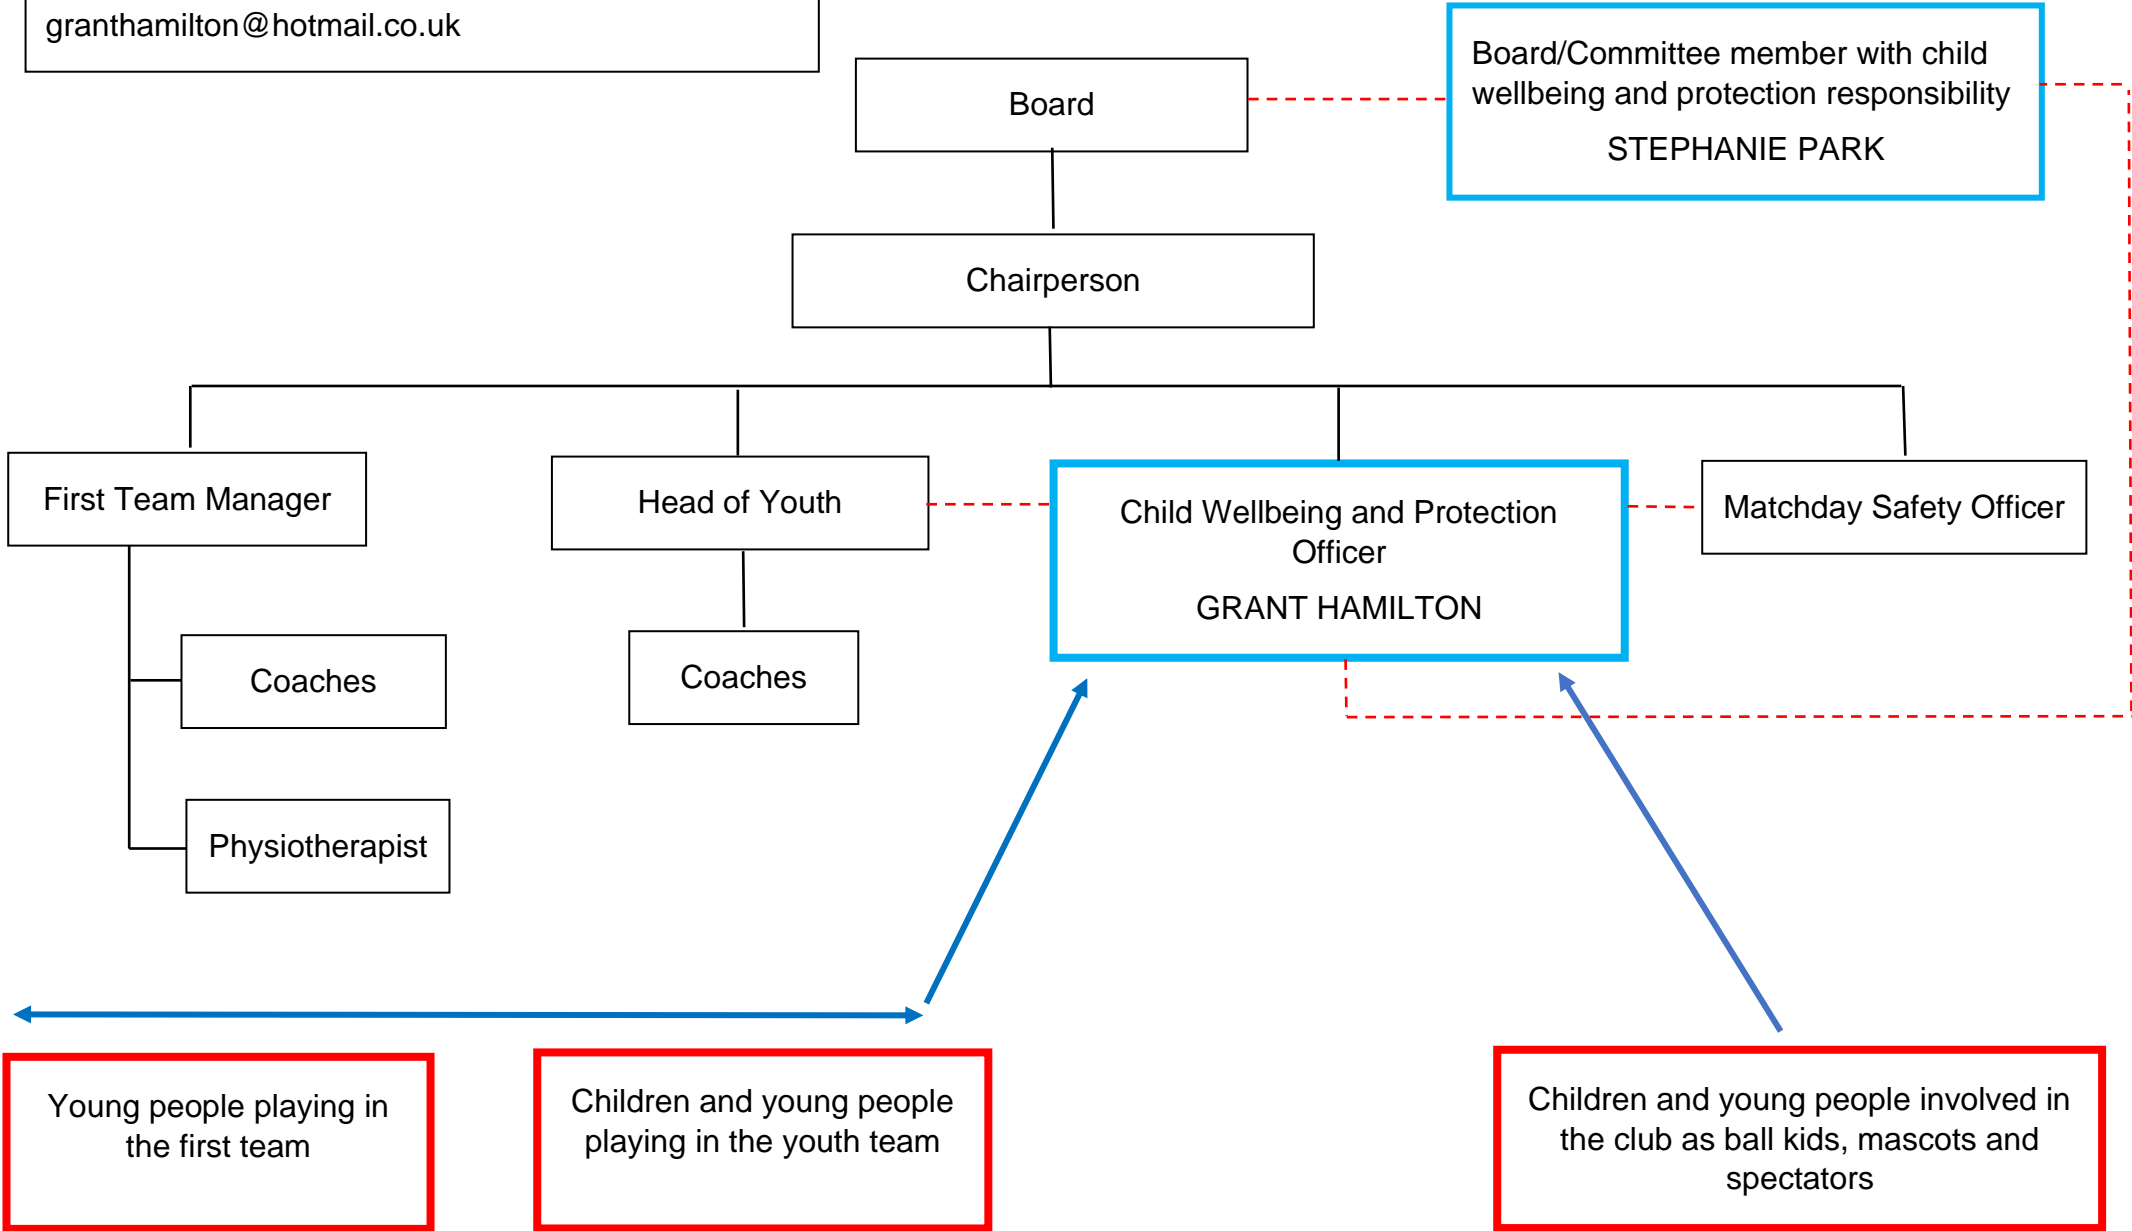 granthamilton@hotmail.co.uk
Board/Committee member with child
wellbeing and protection responsibility
STEPHANIE PARK
Board
Chairperson
First Team Manager
Head of Youth
Child Wellbeing and Protection
Officer
GRANT HAMILTON
Matchday Safety Officer
Coaches
Coaches
Physiotherapist
Young people playing in
the first team
Children and young people
playing in the youth team
Children and young people involved in
the club as ball kids, mascots and
spectators